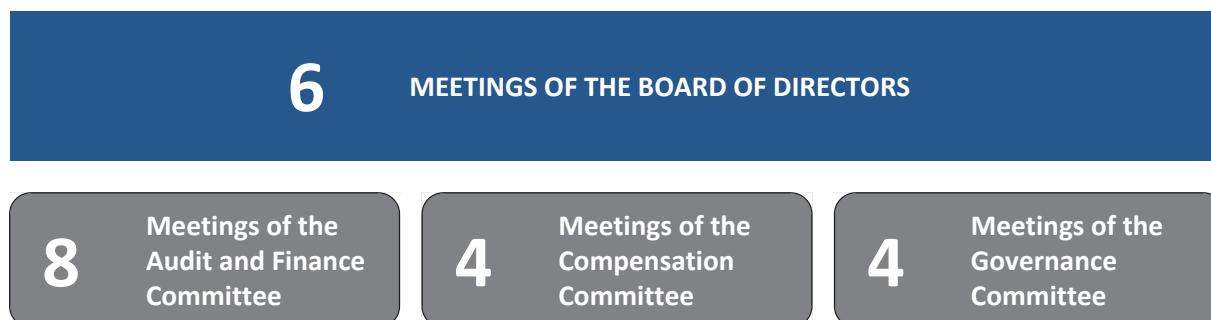 6 MEETINGS OF THE BOARD OF DIRECTORS
8
Meetings of the
Audit and Finance
Committee
4
Meetings of the
Compensation
Committee
4
Meetings of the
Governance
Committee